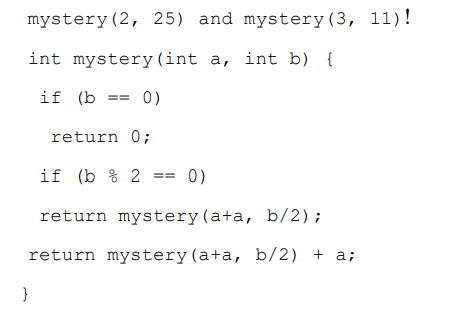 mystery(2, 25) and mystery(3, 11)!
int mystery(int a, int b) {
if (b == 0)
return 0;
if (b % 2 == 0)
return mystery(a+a, b/2);
return mystery(a+a, b/2) + a;
}